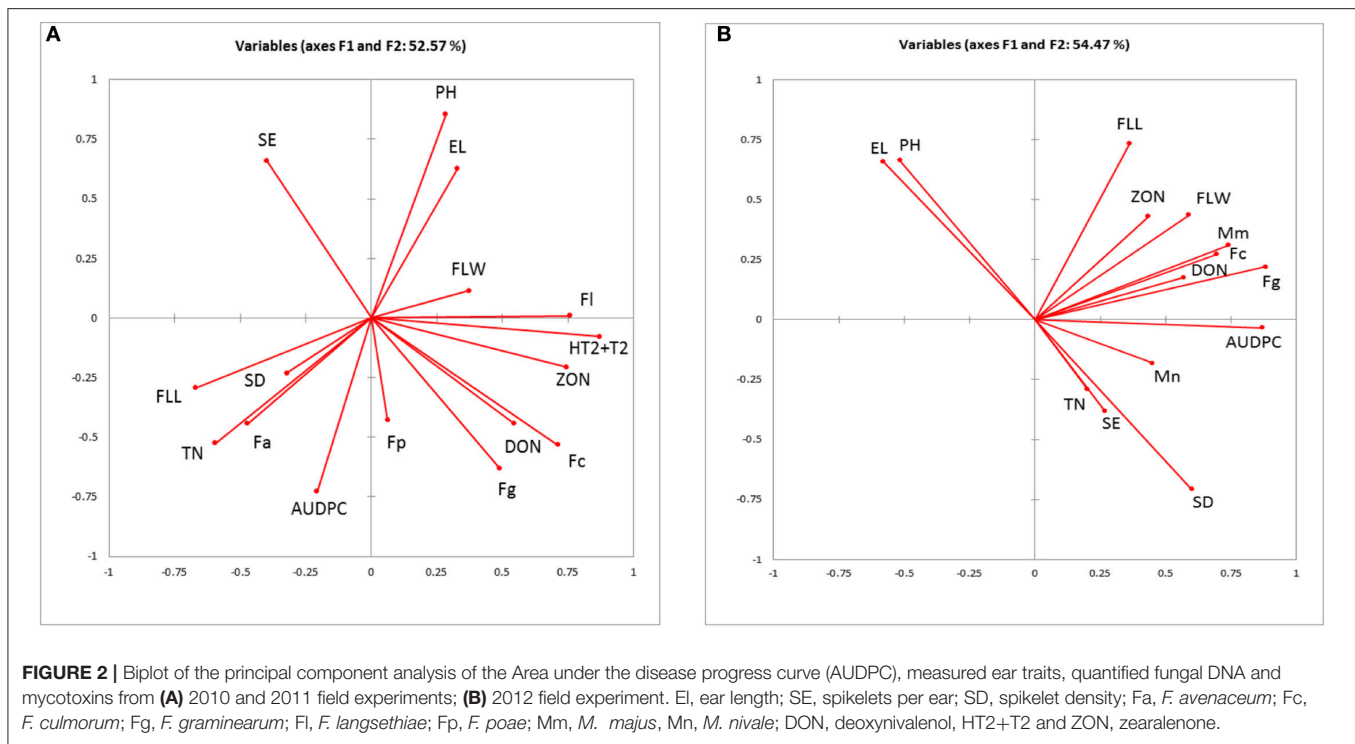 A
Variables (axes F1 and F2: 52.57 %)
1
0.75
0.5
0.25
0
-0.25
-0.5
-0.75
-1
-1
-0.75
-0.5
-0.25
0
0.25
0.5
0.75
1
PH
SE
EL
FLW
Fl
HT2+T2
ZON
FLL
SD
TN
Fa
Fp
DON
Fc
Fg
AUDPC
B
Variables (axes F1 and F2: 54.47 %)
1
0.75
0.5
0.25
0
-0.25
-0.5
-0.75
-1
-1
-0.75
-0.5
-0.25
0
0.25
0.5
0.75
1
FLL
EL
PH
ZON
FLW
Mm
Fc
DON
Fg
AUDPC
Mn
TN
SE
SD
FIGURE 2 | Biplot of the principal component analysis of the Area under the disease progress curve (AUDPC), measured ear traits, quantified fungal DNA and
mycotoxins from (A) 2010 and 2011 field experiments; (B) 2012 field experiment. El, ear length; SE, spikelets per ear; SD, spikelet density; Fa, F. avenaceum; Fc,
F. culmorum; Fg, F. graminearum; Fl, F. langsethiae; Fp, F. poae; Mm, M. majus, Mn, M. nivale; DON, deoxynivalenol, HT2+T2 and ZON, zearalenone.